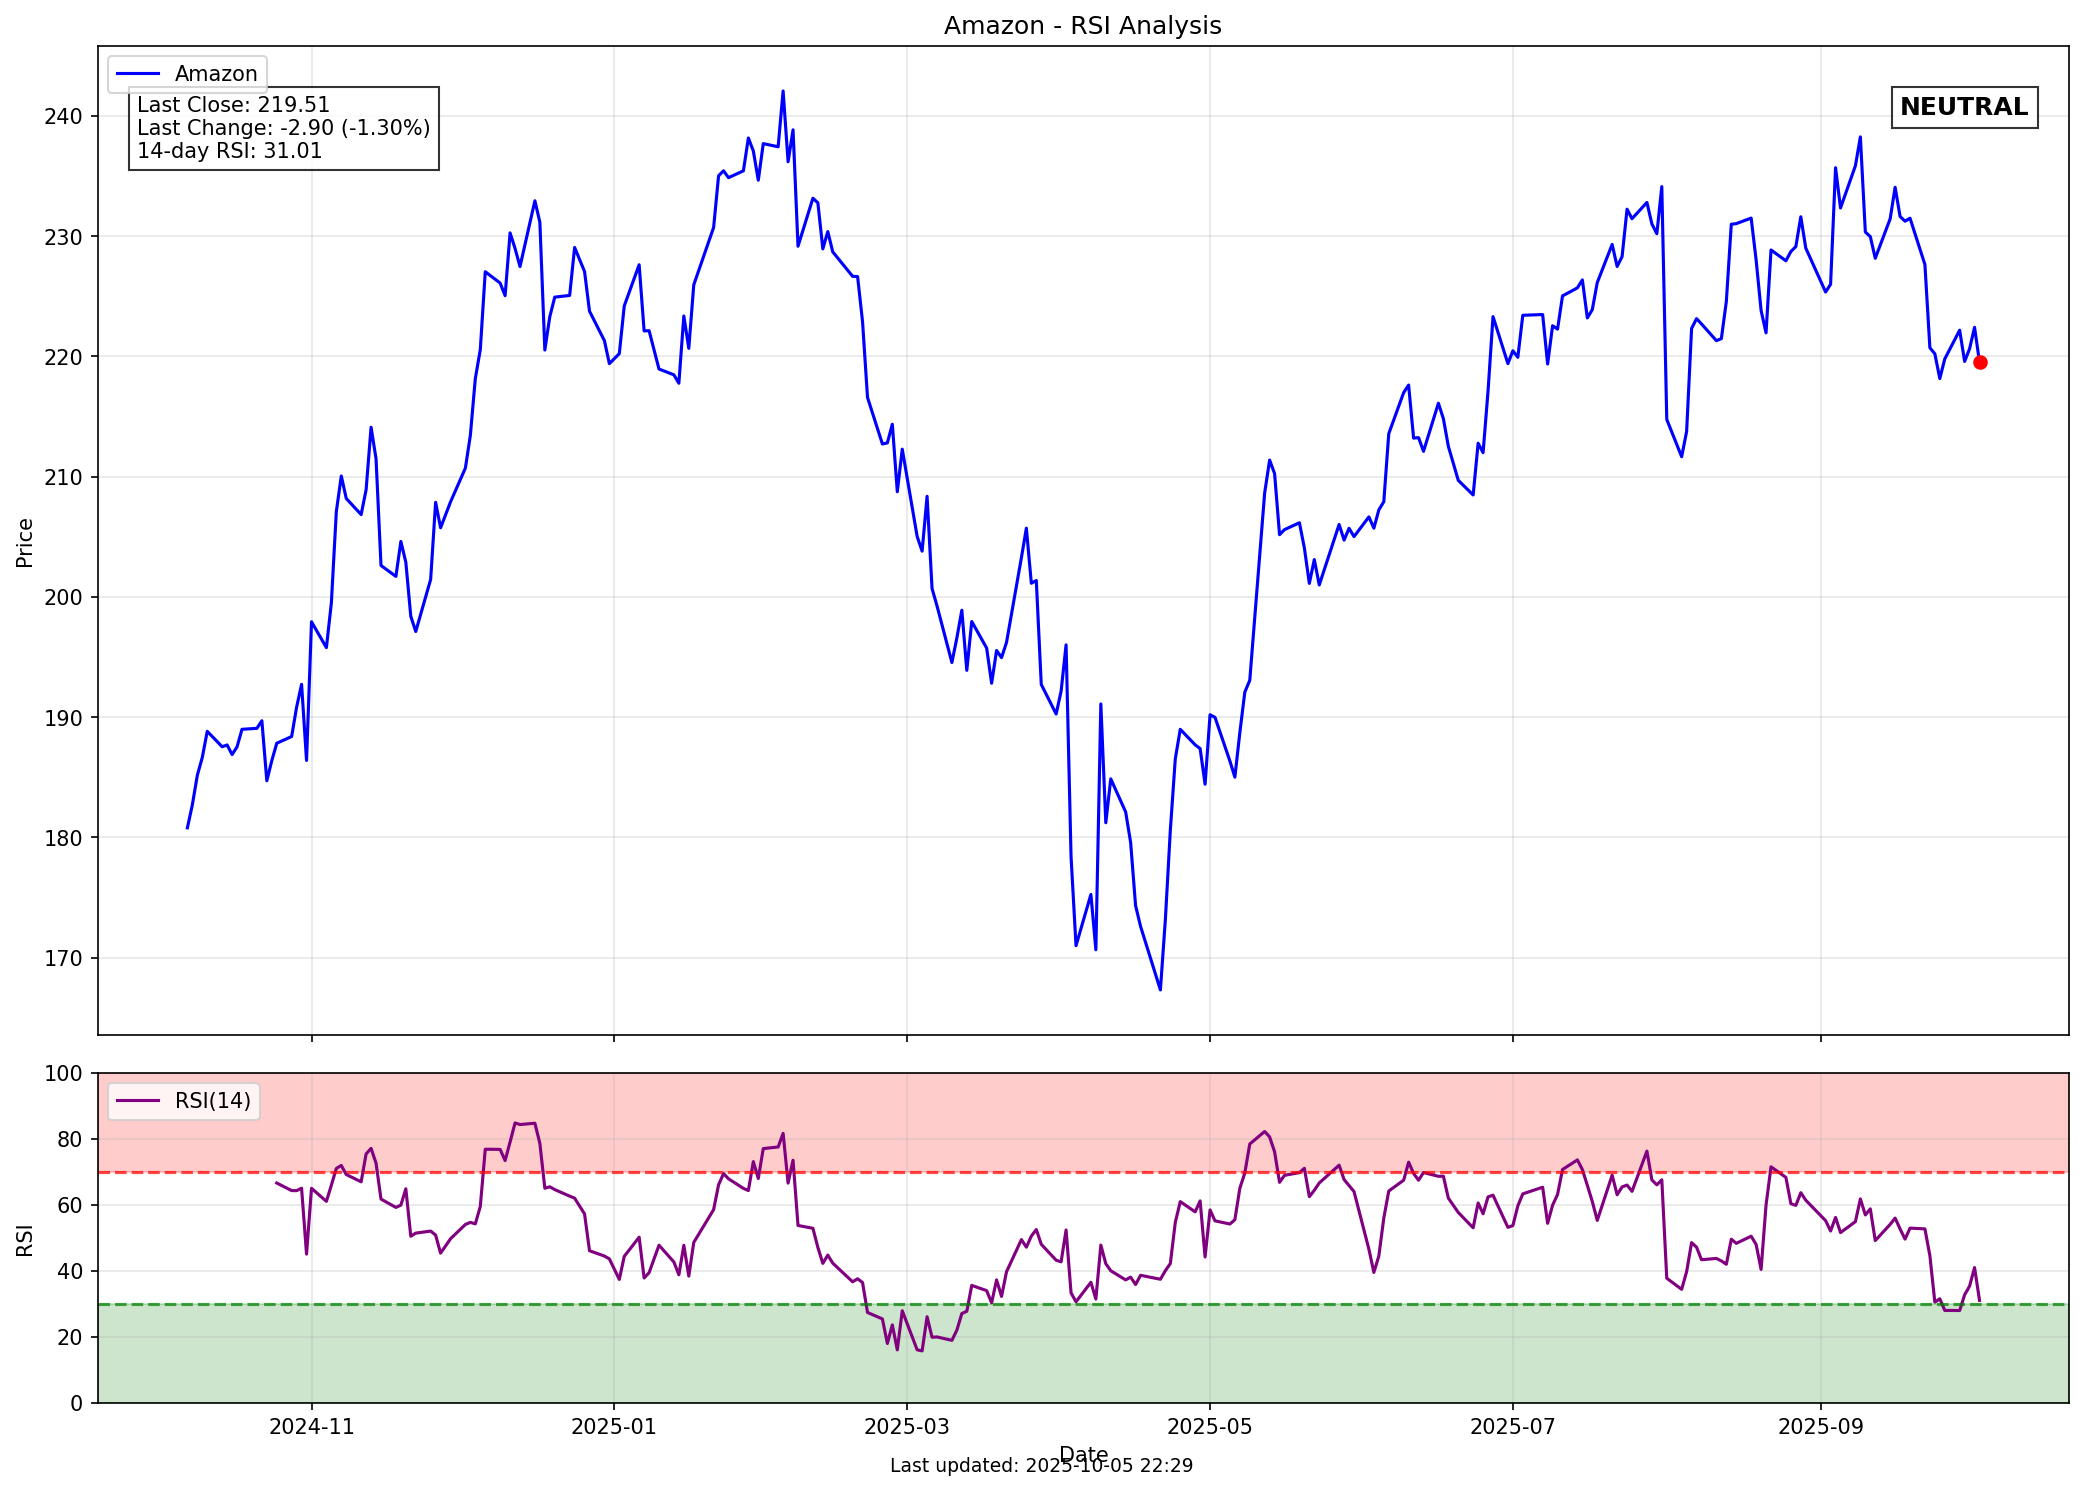 Amazon - RSI Analysis
Amazon
Last Close: 219.51
Last Change: -2.90 (-1.30%)
14-day RSI: 31.01
NEUTRAL
240
230
220
210
200
190
180
170
Price
RSI(14)
100
80
60
40
20
0
RSI
2024-11
2025-01
2025-03
2025-05
2025-07
2025-09
Date
Last updated: 2025-10-05 22:29